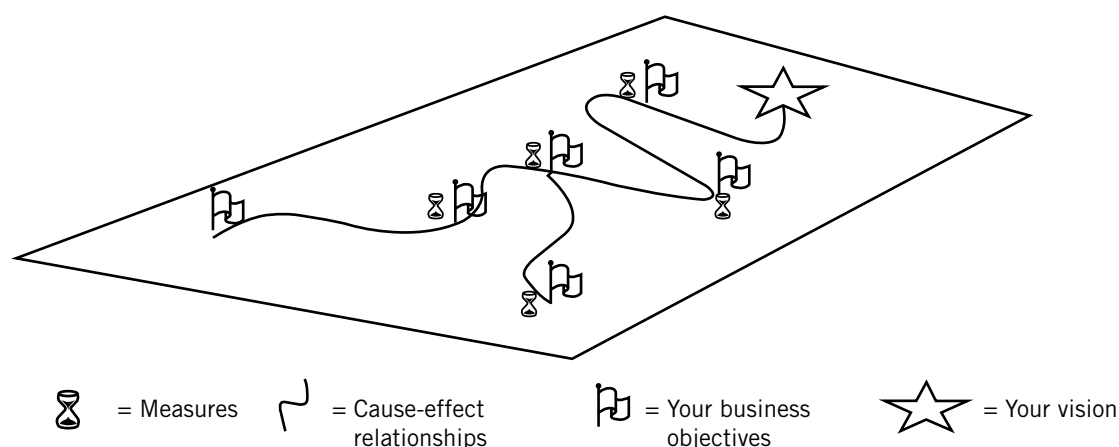 = Measures
= Cause-effect
relationships
= Your business
objectives
= Your vision